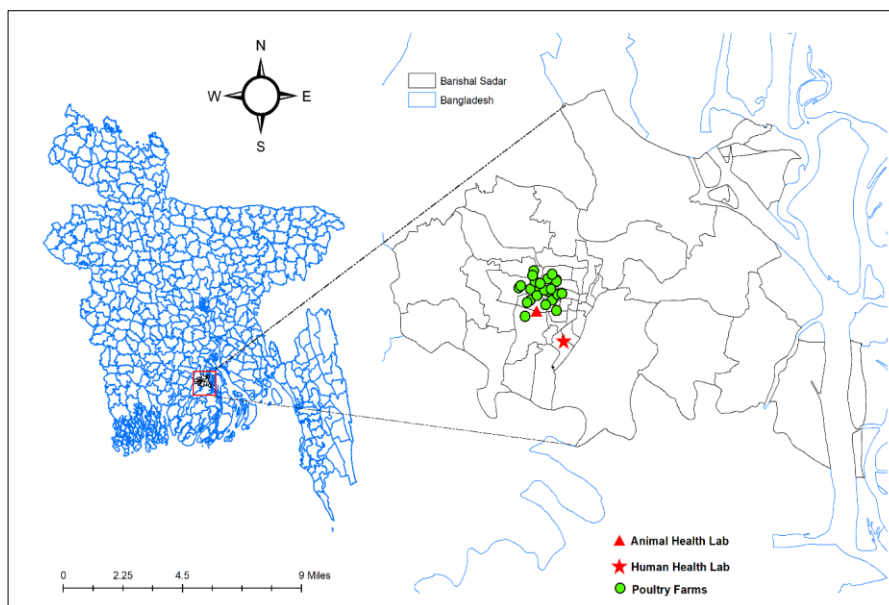 N
W E
S
Barishal Sadar
Bangladesh
Animal Health Lab
Human Health Lab
Poultry Farms
0 2.25 4.5 9 Miles